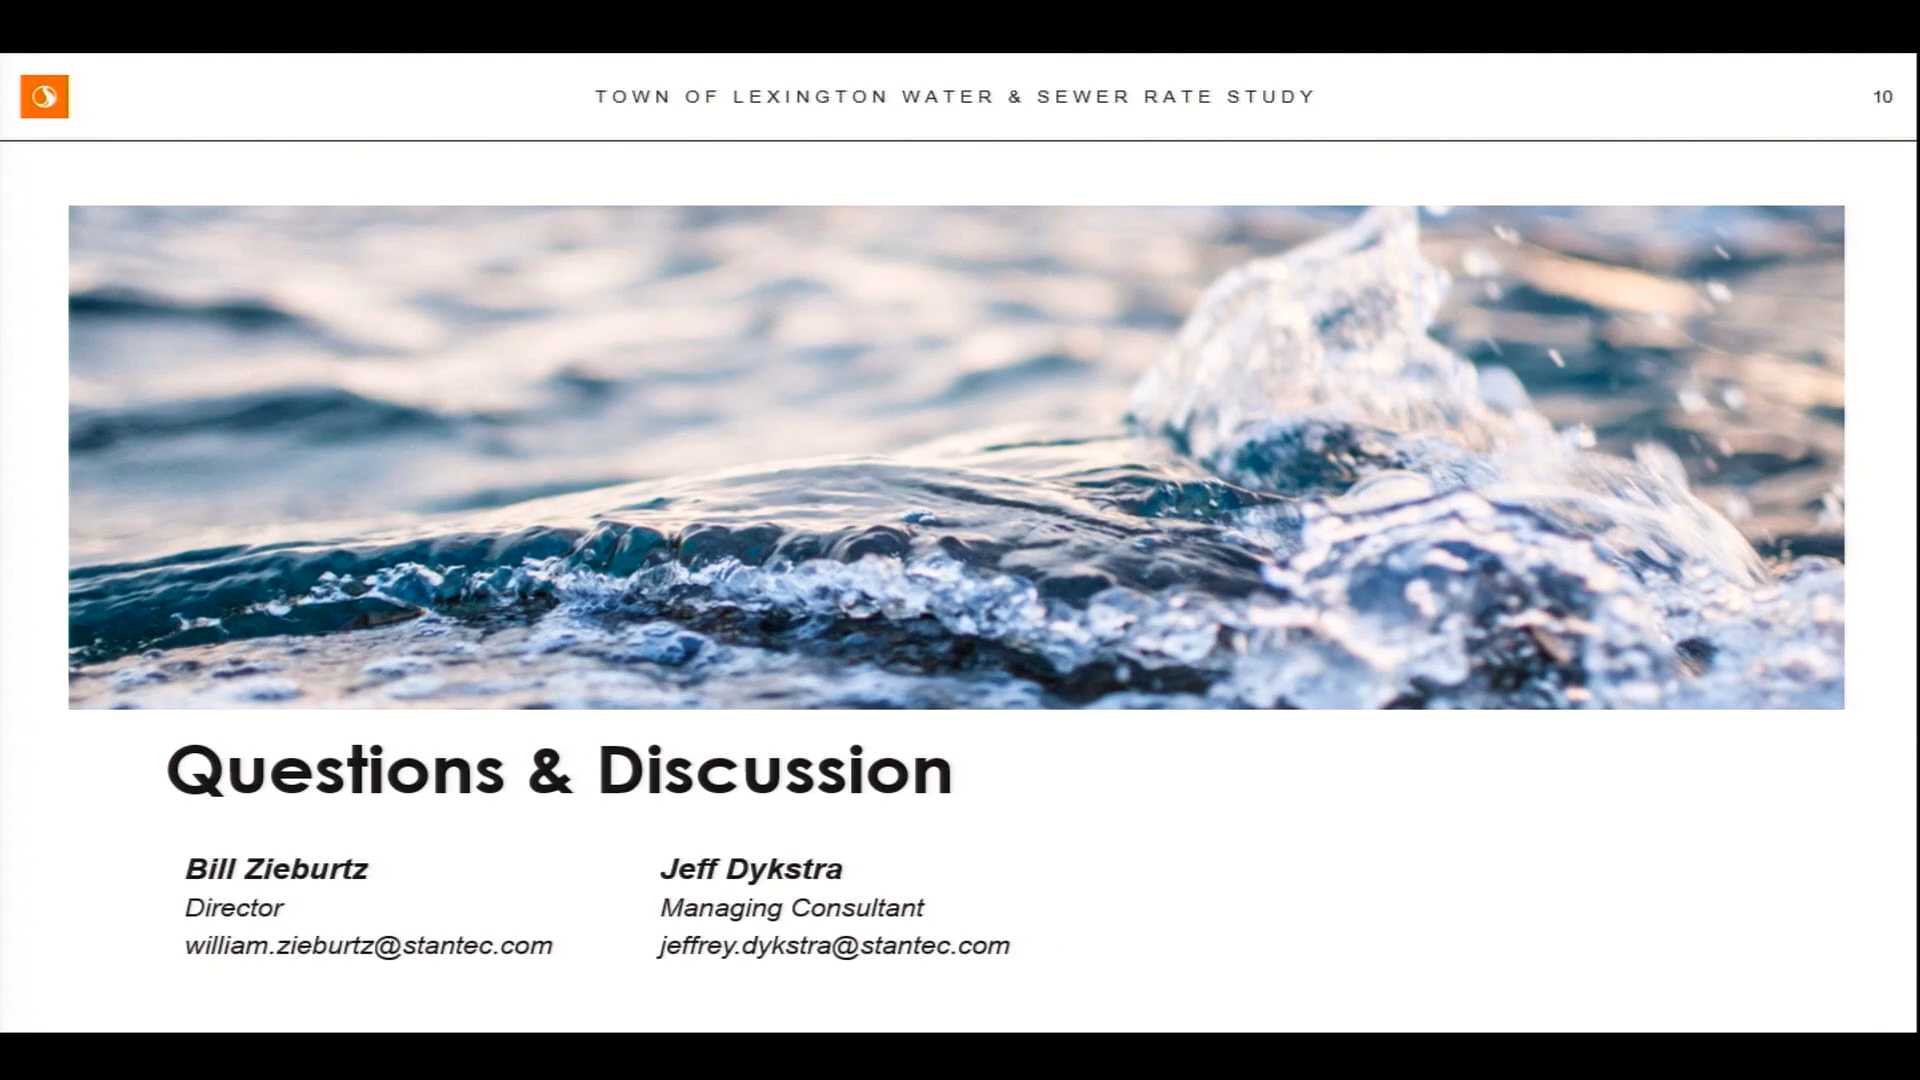 TOWN OF LEXINGTON WATER & SEWER RATE STUDY
10
Questions & Discussion
Bill Zieburtz
Director
william.zieburtz@stantec.com
Jeff Dykstra
Managing Consultant
jeffrey.dykstra@stantec.com